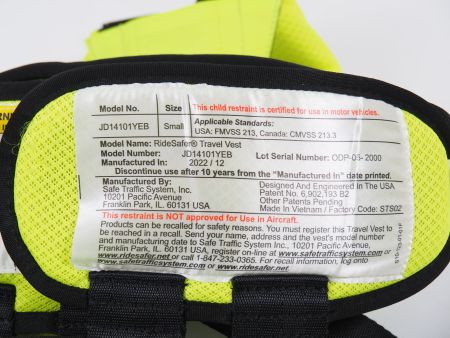 Model No. Size This child restraint is certified for use in motor vehicles.
JD14101YEB Small Applicable Standards:
USA: FMVSS 213, Canada: CMVSS 213.3
Model Name: RideSafer® Travel Vest
Model Number: JD14101YEB Lot Serial Number: ODP-03-2000
Manufactured In: 2022 / 12
Discontinue use after 10 years from the "Manufactured In" date printed.
Manufactured By:
Safe Traffic System, Inc.
10201 Pacific Avenue,
Franklin Park, IL. 60131 USA
Designed And Engineered In The USA
Patent No. 6,902,193 B2
Other Patents Pending
Made In Vietnam / Factory Code: STS02
This restraint is NOT approved for Use in Aircraft.
Products can be recalled for safety reasons. You must register this Travel Vest to
be reached in a recall. Send your name, address and the vest's model number
and manufacturing date to Safe Traffic System Inc., 10201 Pacific Avenue,
Franklin Park, IL. 60131 USA, register on-line at www.safetrafficsystem.com or
www.ridesafer.net or call 1-847-233-0365. For recall information, log onto
www.safetrafficsystem.com or www.ridesafer.net.